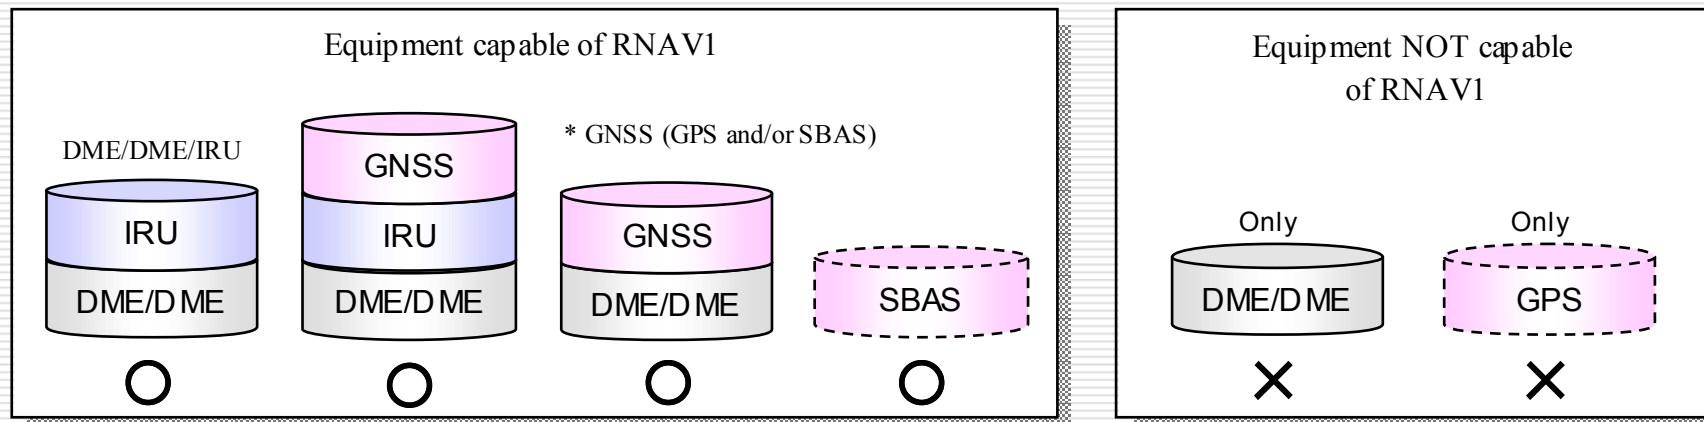 Equipment capable of RNAV1
DME/DME/IRU
IRU
DME/DME
GNSS
IRU
DME/DME
* GNSS (GPS and/or SBAS)
GNSS
DME/DME
SBAS
Equipment NOT capable
of RNAV1
Only
DME/DME
Only
GPS